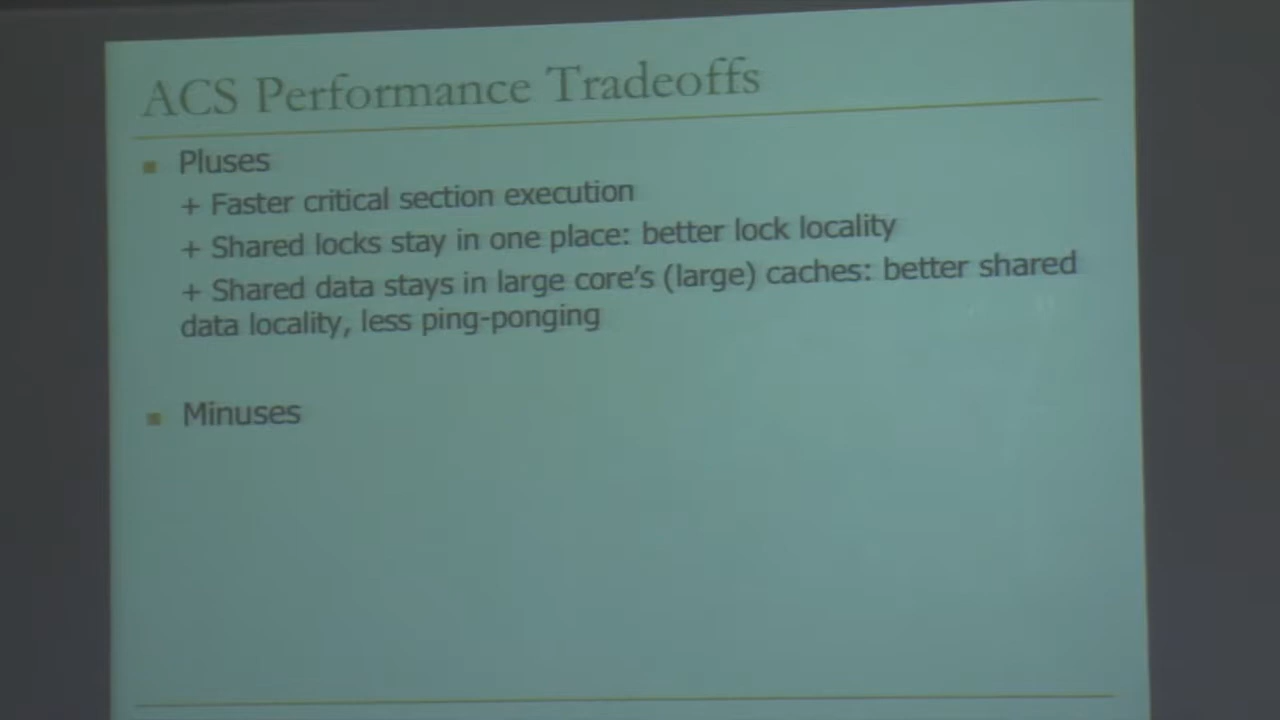 ACS Performance Tradeoffs
Pluses
+ Faster critical section execution
+ Shared locks stay in one place: better lock locality
+ Shared data stays in large core's (large) caches: better shared
data locality, less ping-ponging
Minuses